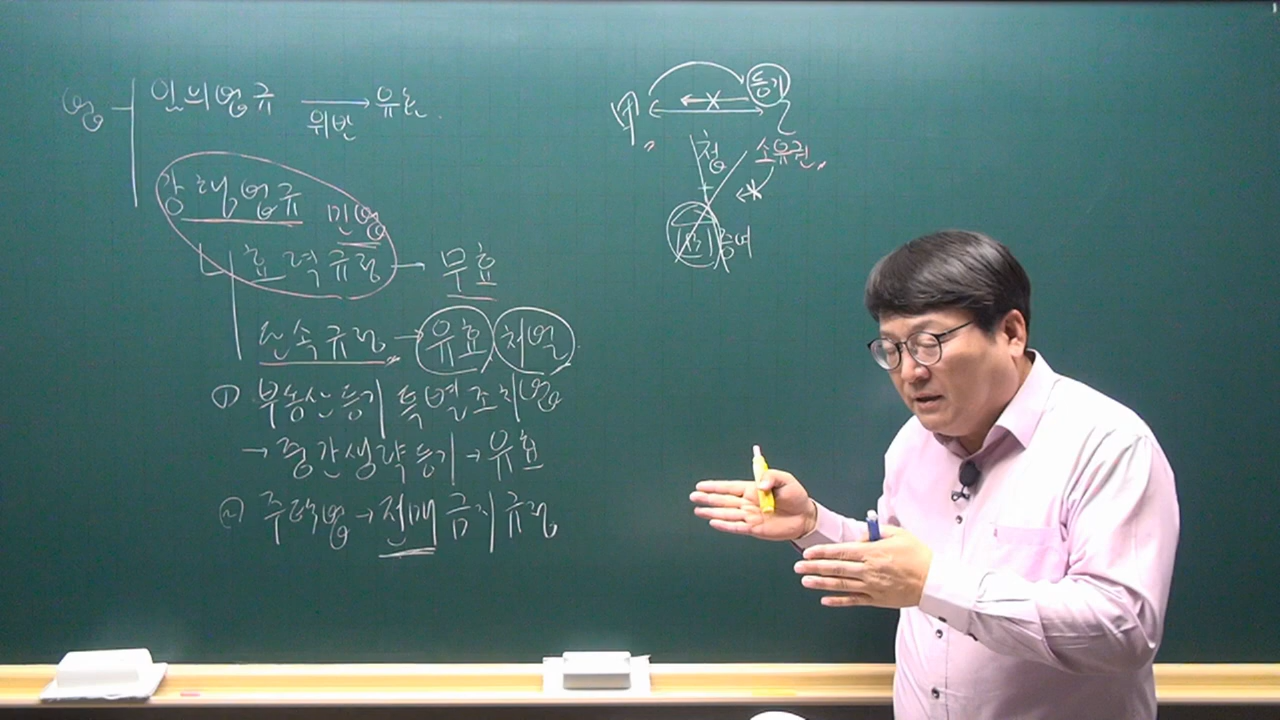 법 임의법규 → 유효.
위반
강행법규 민법
효력규정 — 무효
단속규정 → 유효, 처벌.
① 부동산등기특별조치법
→ 중간생략등기 → 유효
② 주택법 → 전매금지규정
甲 등기
乙
소유권.
증여